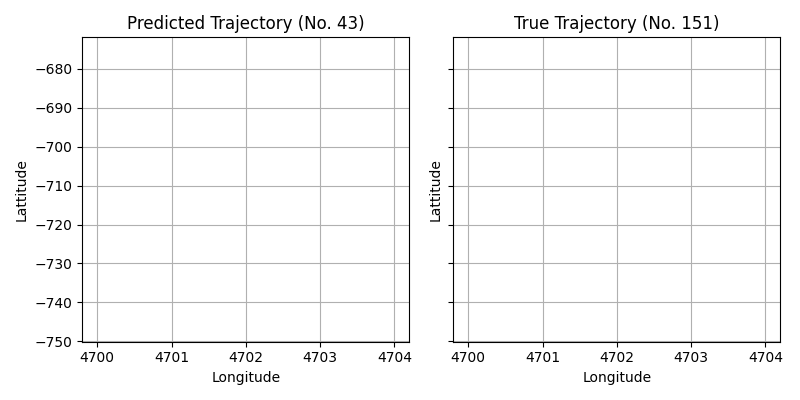 Predicted Trajectory (No. 43)
True Trajectory (No. 151)
−680
−690
−700
−710
−720
−730
−740
−750
Lattitude
Lattitude
4700 4701 4702 4703 4704
4700 4701 4702 4703 4704
Longitude
Longitude